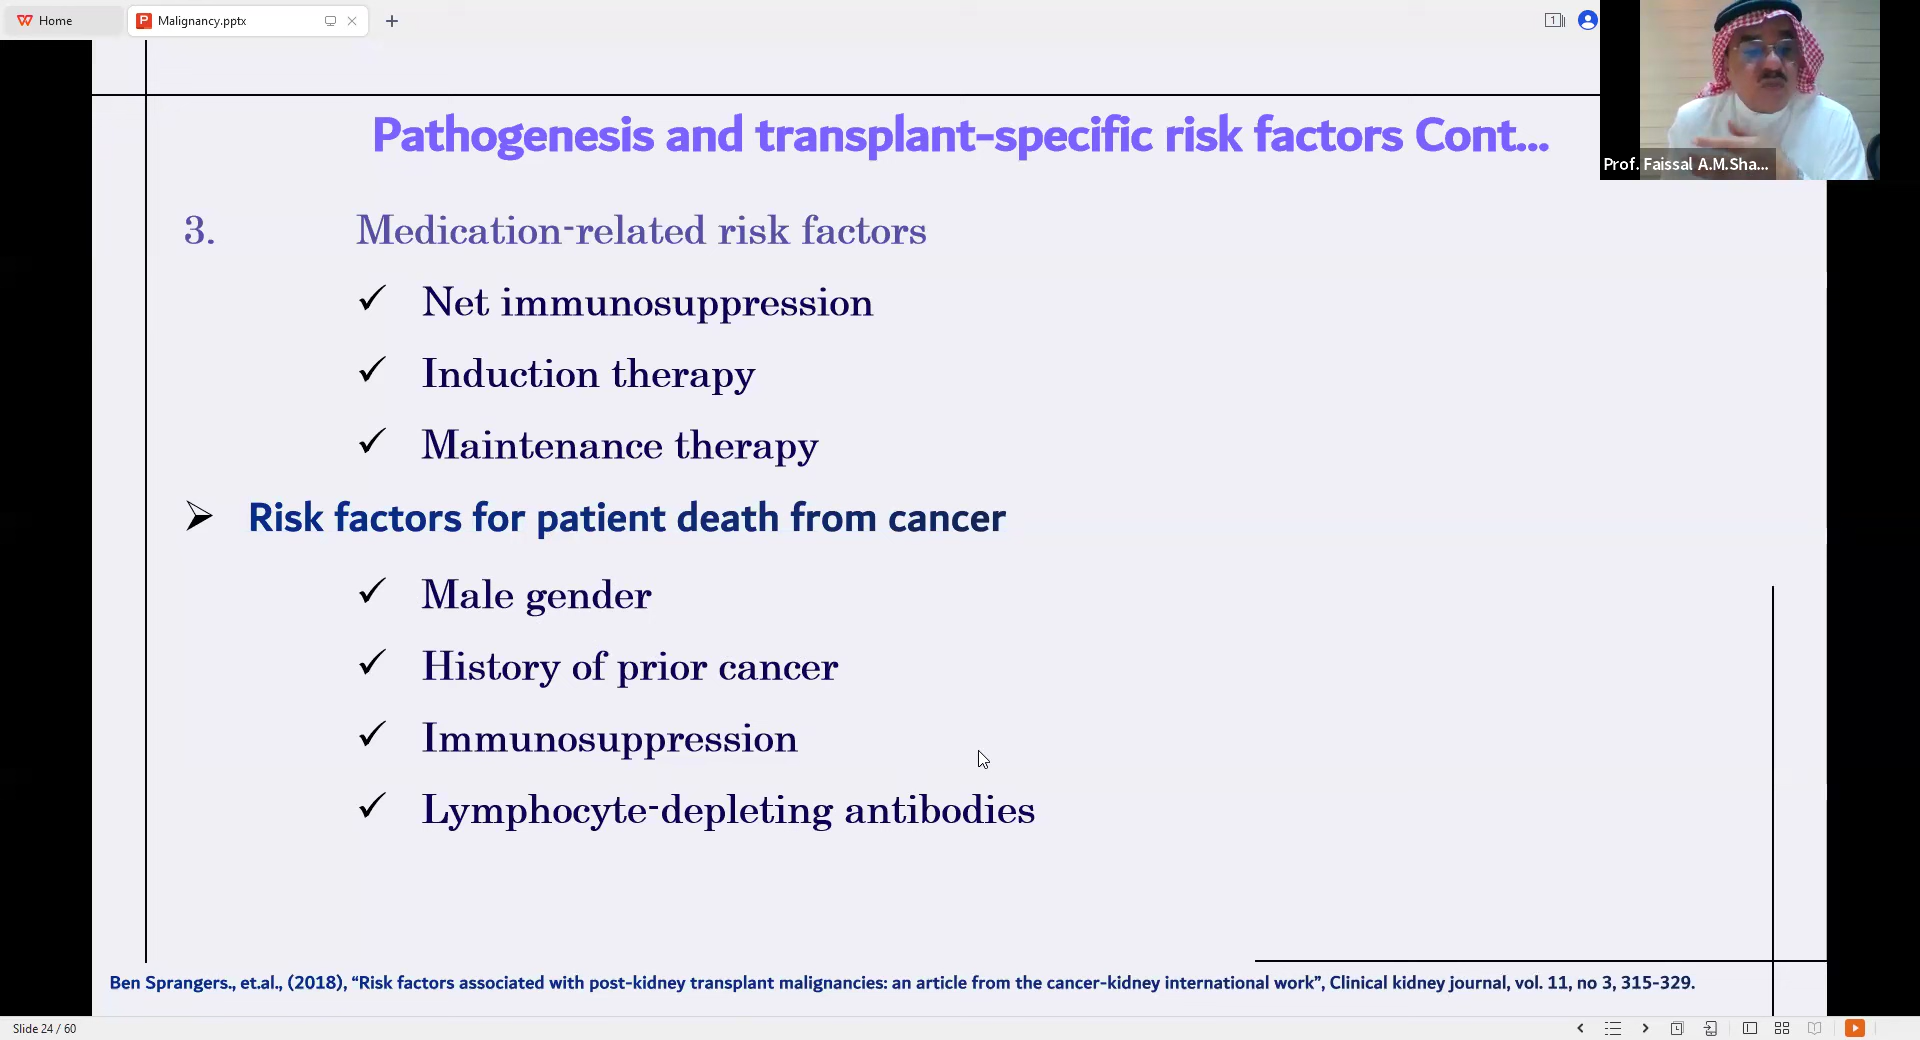 Home
Malignancy.pptx
1
Prof. Faissal A.M.Sha...
Pathogenesis and transplant-specific risk factors Cont...
3. Medication-related risk factors
✓ Net immunosuppression
✓ Induction therapy
✓ Maintenance therapy
➢ Risk factors for patient death from cancer
✓ Male gender
✓ History of prior cancer
✓ Immunosuppression
✓ Lymphocyte-depleting antibodies
Ben Sprangers., et.al., (2018), “Risk factors associated with post-kidney transplant malignancies: an article from the cancer-kidney international work”, Clinical kidney journal, vol. 11, no 3, 315-329.
Slide 24 / 60